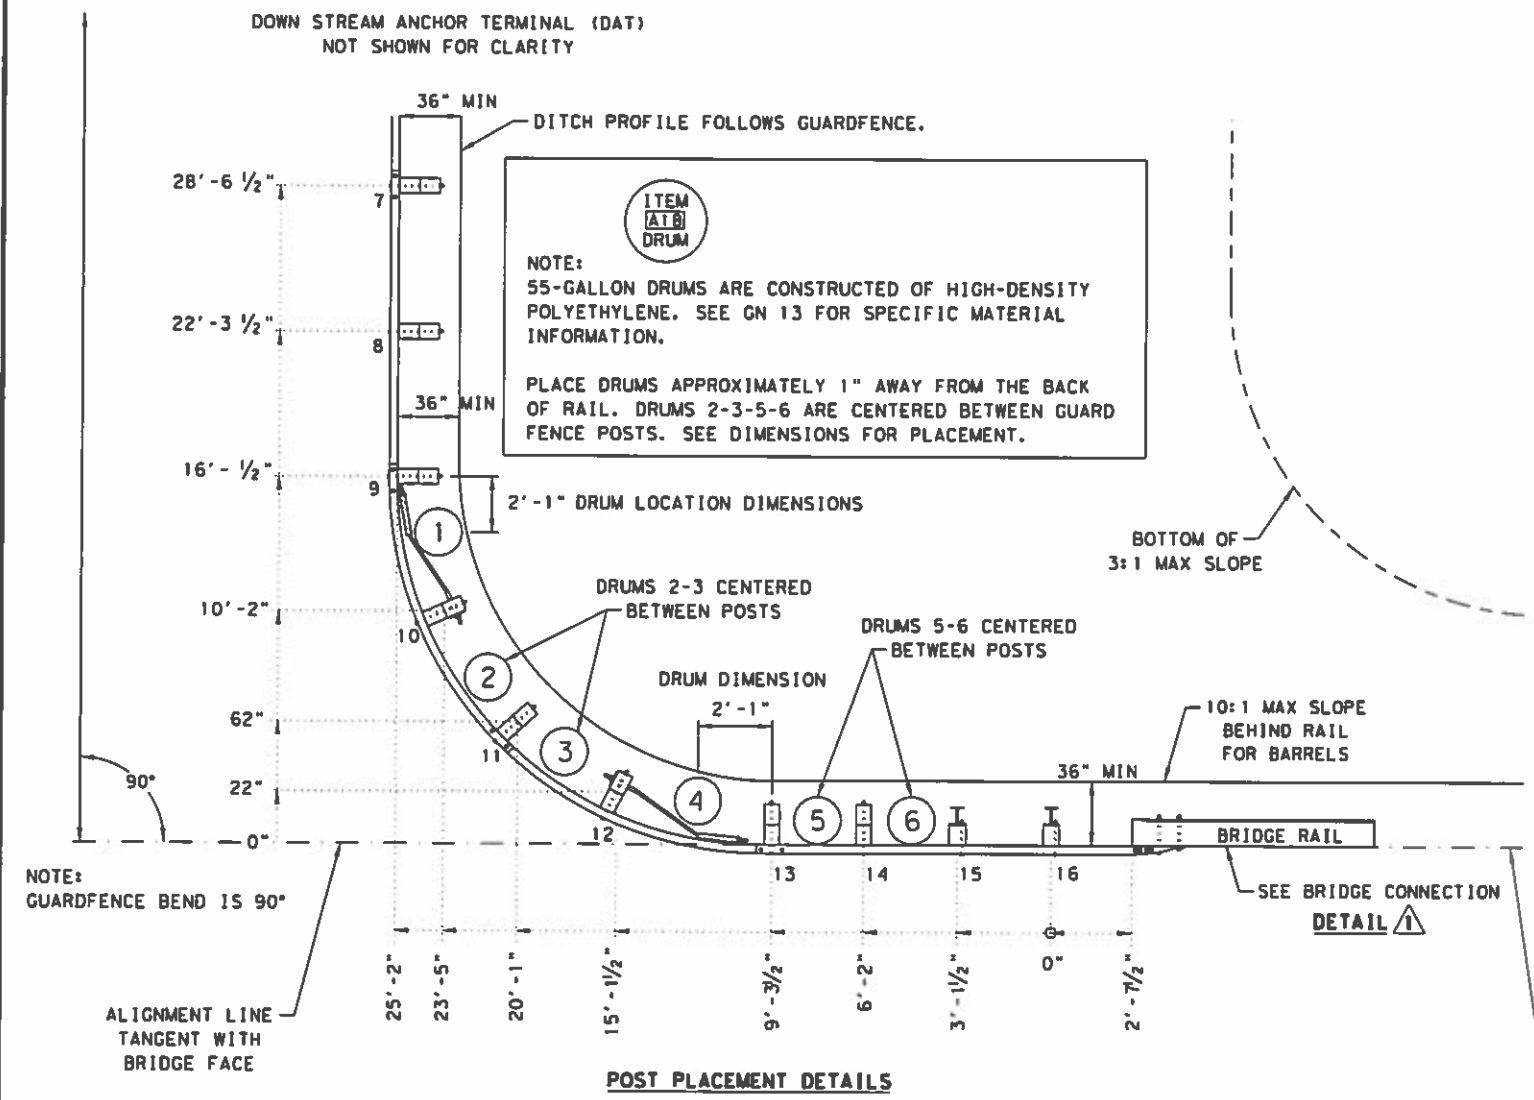 DOWN STREAM ANCHOR TERMINAL (DAT)
NOT SHOWN FOR CLARITY
36" MIN
DITCH PROFILE FOLLOWS GUARDFENCE.
28'-6 1/2"
7
ITEM
A1B
DRUM
NOTE:
55-GALLON DRUMS ARE CONSTRUCTED OF HIGH-DENSITY
POLYETHYLENE. SEE GN 13 FOR SPECIFIC MATERIAL
INFORMATION.
PLACE DRUMS APPROXIMATELY 1" AWAY FROM THE BACK
OF RAIL. DRUMS 2-3-5-6 ARE CENTERED BETWEEN GUARD
FENCE POSTS. SEE DIMENSIONS FOR PLACEMENT.
22'-3 1/2"
8
36" MIN
16'- 1/2"
9
2'-1" DRUM LOCATION DIMENSIONS
1
BOTTOM OF
3:1 MAX SLOPE
DRUMS 2-3 CENTERED
BETWEEN POSTS
10'-2"
10
DRUMS 5-6 CENTERED
BETWEEN POSTS
2
DRUM DIMENSION
2'-1"
62"
11
3
10:1 MAX SLOPE
BEHIND RAIL
FOR BARRELS
36" MIN
90°
22"
12
4
5
6
0"
BRIDGE RAIL
13
14
15
16
NOTE:
GUARDFENCE BEND IS 90°
SEE BRIDGE CONNECTION
DETAIL 1
25'-2"
23'-5"
20'-1"
15'-1 1/2"
9'-3/2"
6'-2"
3'-1 1/2"
0"
2'-7/2"
ALIGNMENT LINE
TANGENT WITH
BRIDGE FACE
POST PLACEMENT DETAILS